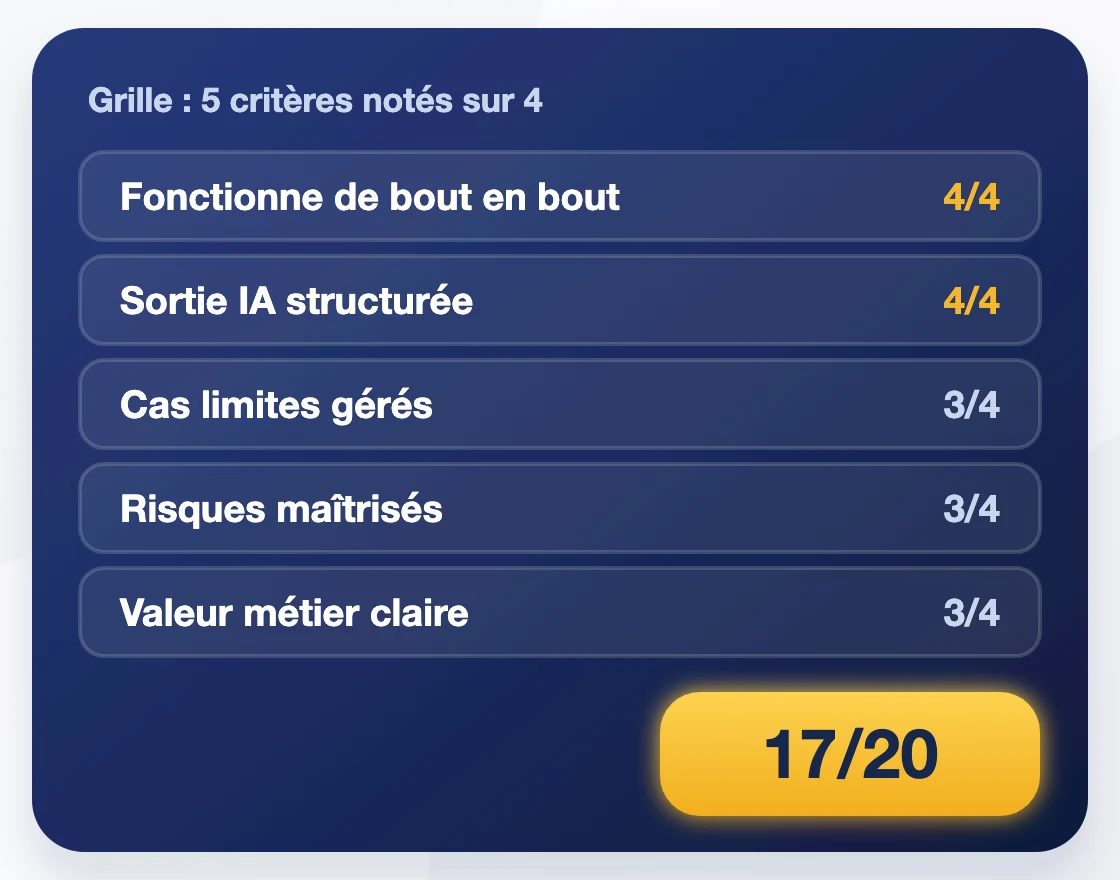 Grille : 5 critères notés sur 4
Fonctionne de bout en bout 4/4
Sortie IA structurée 4/4
Cas limites gérés 3/4
Risques maîtrisés 3/4
Valeur métier claire 3/4
17/20